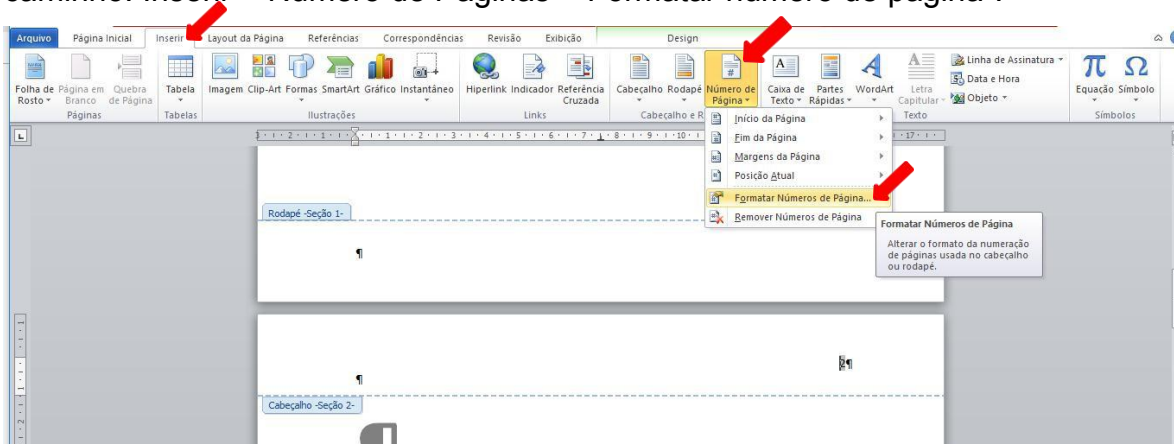 caminho: Inserir – Número de Páginas – Formatar número de página .
Arquivo Página Inicial Inserir Layout da Página Referências Correspondências Revisão Exibição Design
Folha de Rosto
Página em Branco
Quebra de Página
Tabela
Imagem Clip-Art Formas SmartArt Gráfico Instantâneo
Hiperlink Indicador Referência Cruzada
Cabeçalho Rodapé Número de Página
Caixa de Texto
Partes Rápidas
WordArt
Letra Capitular
Linha de Assinatura
Data e Hora
Objeto
Equação Símbolo
Páginas Tabelas Ilustrações Links Cabeçalho e R Texto Símbolos
Início da Página
Fim da Página
Margens da Página
Posição Atual
Formatar Números de Página...
Remover Números de Página
Formatar Números de Página
Alterar o formato da numeração
de páginas usada no cabeçalho
ou rodapé.
Rodapé -Seção 1-
¶
2¶
¶
Cabeçalho -Seção 2-